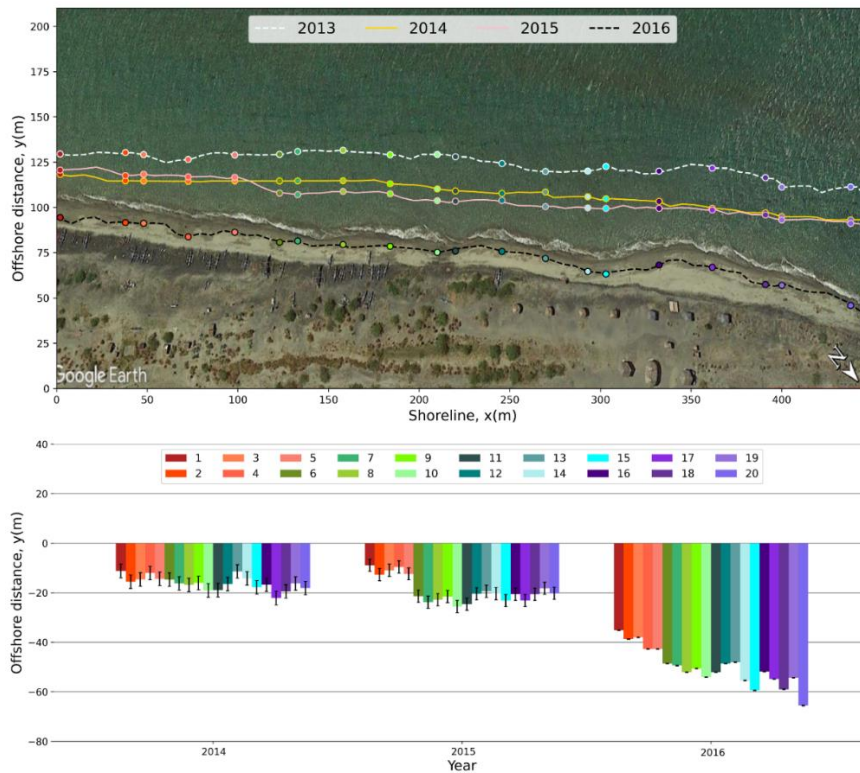 2013 2014 2015 2016
200
175
150
125
100
75
50
25
0
Offshore distance, y(m)
Google Earth
N
0 50 100 150 200 250 300 350 400
Shoreline, x(m)
40
20
0
−20
−40
−60
−80
Offshore distance, y(m)
1 3 5 7 9 11 13 15 17 19
2 4 6 8 10 12 14 16 18 20
2014 2015 2016
Year